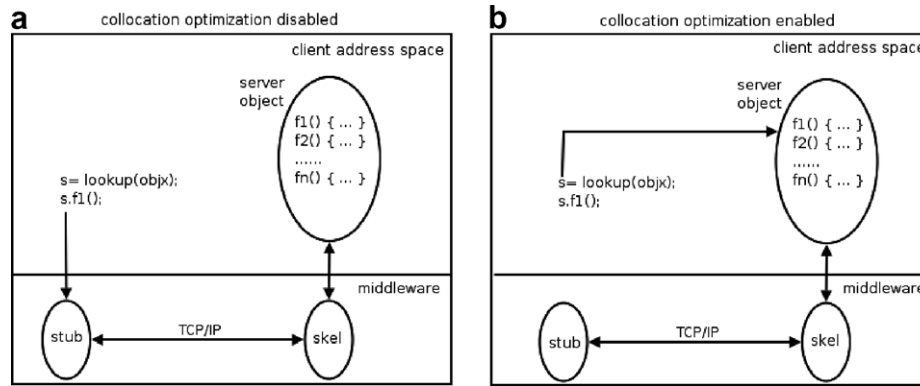 a
collocation optimization disabled
client address space
server
object
f1() { ... }
f2() { ... }
......
fn() { ... }
s= lookup(objx);
s.f1();
middleware
stub
TCP/IP
skel
b
collocation optimization enabled
client address space
server
object
f1() { ... }
f2() { ... }
......
fn() { ... }
s= lookup(objx);
s.f1();
middleware
stub
TCP/IP
skel